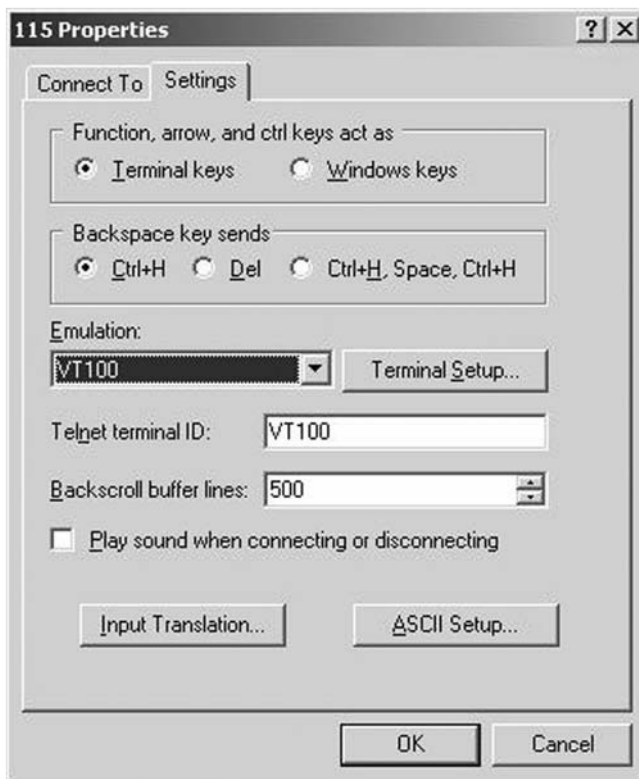 115 Properties
Connect To Settings
Function, arrow, and ctrl keys act as
Terminal keys Windows keys
Backspace key sends
Ctrl+H Del Ctrl+H, Space, Ctrl+H
Emulation:
VT100 Terminal Setup...
Telnet terminal ID: VT100
Backscroll buffer lines: 500
Play sound when connecting or disconnecting
Input Translation... ASCII Setup...
OK Cancel